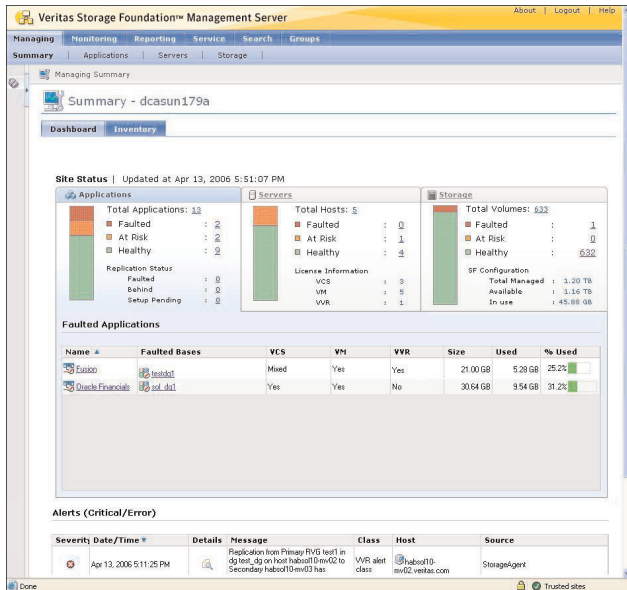 About | Logout | Help
Veritas Storage Foundation™ Management Server
Managing Monitoring Reporting Service Search Groups
Summary | Applications | Servers | Storage |
Managing Summary
Summary - dcasun179a
Dashboard Inventory
Site Status | Updated at Apr 13, 2006 5:51:07 PM
Applications
Total Applications: 13
Faulted : 2
At Risk : 2
Healthy : 9
Replication Status
Faulted : 0
Behind : 0
Setup Pending : 0
Servers
Total Hosts: 5
Faulted : 0
At Risk : 1
Healthy : 4
License Information
VCS : 3
VM : 5
VVR : 1
Storage
Total Volumes: 633
Faulted : 1
At Risk : 0
Healthy : 632
SF Configuration
Total Managed : 1.20 TB
Available : 1.16 TB
In use : 45.88 GB
Faulted Applications
Name Faulted Bases VCS VM VVR Size Used % Used
Fusion testdg1 Mixed Yes Yes 21.00 GB 5.28 GB 25.2%
Oracle Financials sol_dg1 Yes Yes No 30.64 GB 9.54 GB 31.2%
Alerts (Critical/Error)
Severity Date/Time Details Message Class Host Source
Apr 13, 2006 5:11:25 PM
Replication from Primary RVG test1 in
dg test_dg on host habsol10-mv02 to
Secondary habsol10-mv03 has
VVR alert
class
habsol10-
mv02.veritas.com
StorageAgent
Done
Trusted sites